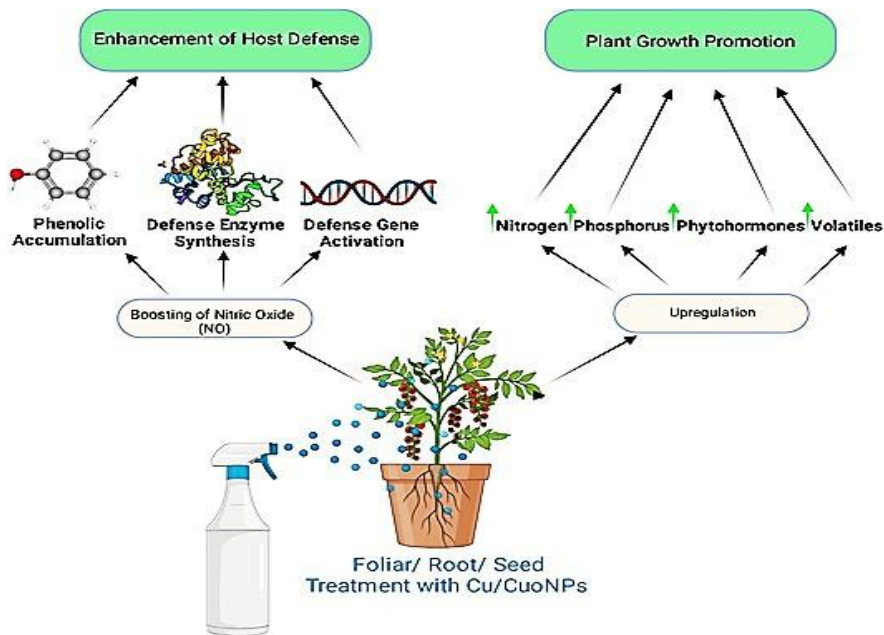 Enhancement of Host Defense
Plant Growth Promotion
Phenolic
Accumulation
Defense Enzyme
Synthesis
Defense Gene
Activation
Nitrogen
Phosphorus
Phytohormones
Volatiles
Boosting of Nitric Oxide
(NO)
Upregulation
Foliar/ Root/ Seed
Treatment with Cu/CuoNPs